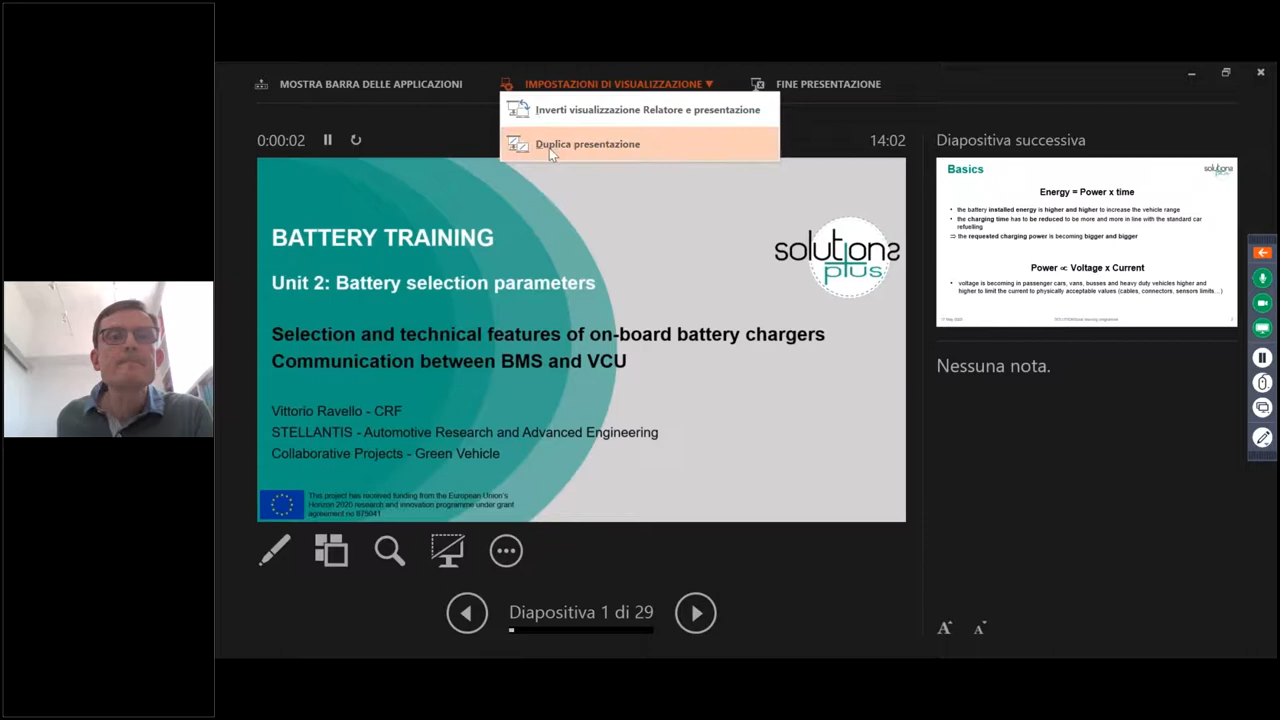 MOSTRA BARRA DELLE APPLICAZIONI
IMPOSTAZIONI DI VISUALIZZAZIONE ▼
FINE PRESENTAZIONE
Inverti visualizzazione Relatore e presentazione
Duplica presentazione
0:00:02
14:02
BATTERY TRAINING
Unit 2: Battery selection parameters
solutions
plus
Selection and technical features of on-board battery chargers
Communication between BMS and VCU
Vittorio Ravello - CRF
STELLANTIS - Automotive Research and Advanced Engineering
Collaborative Projects - Green Vehicle
This project has received funding from the European Union's
Horizon 2020 research and innovation programme under grant
agreement no 875041
Diapositiva 1 di 29
Diapositiva successiva
Basics
solutions
plus
Energy = Power x time
• the battery installed energy is higher and higher to increase the vehicle range
• the charging time has to be reduced to be more and more in line with the standard car
refuelling
⇒ the requested charging power is becoming bigger and bigger
Power ∝ Voltage x Current
• voltage is becoming in passenger cars, vans, busses and heavy duty vehicles higher and
higher to limit the current to physically acceptable values (cables, connectors, sensors limits...)
Nessuna nota.
A A